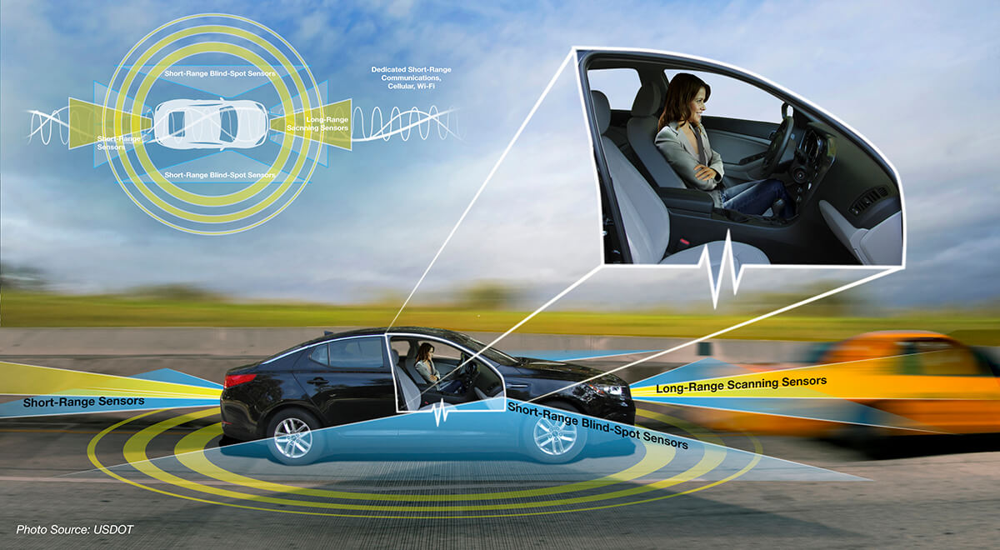 Short-Range Blind-Spot Sensors
Dedicated Short-Range
Communications,
Cellular, Wi-Fi
Long-Range
Sacnning Sensors
Short-Range
Sensors
Short-Range Blind-Spot Sensors
Long-Range Scanning Sensors
Short-Range Sensors
Short-Range Blind-Spot Sensors
Photo Source: USDOT